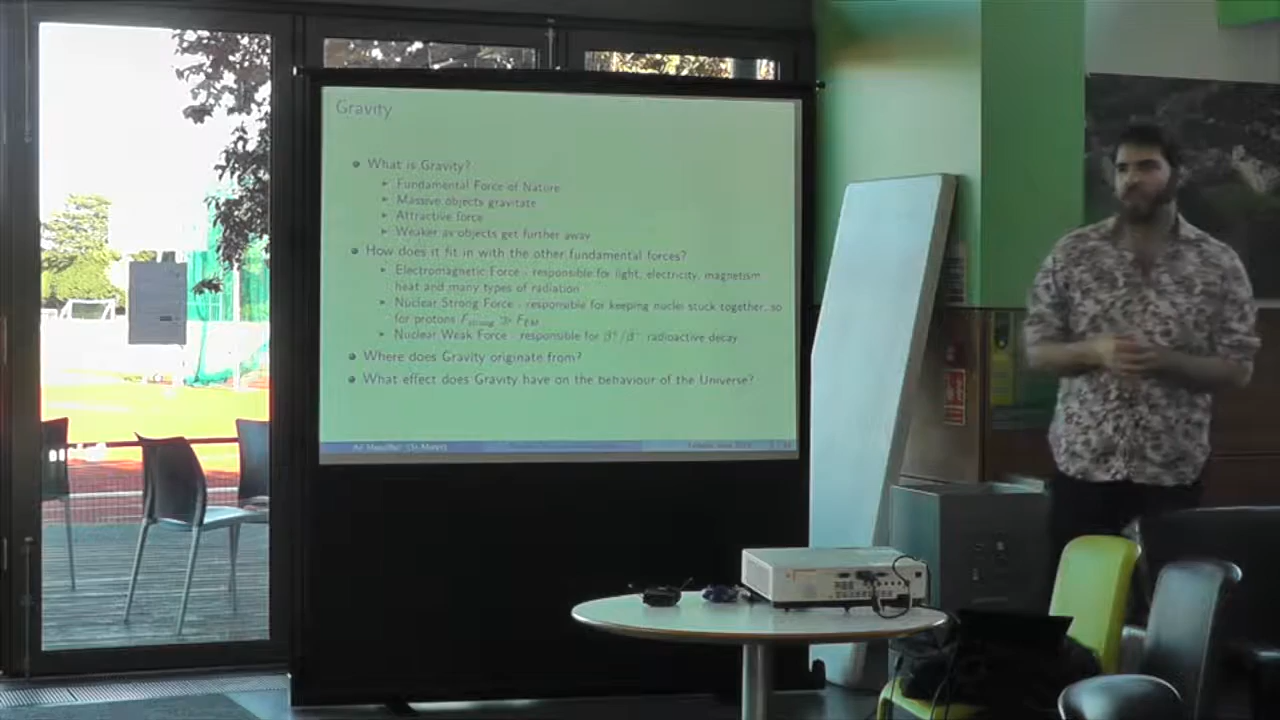 Gravity
What is Gravity?
Fundamental Force of Nature
Massive objects gravitate
Attractive force
Weaker as objects get further away
How does it fit in with the other fundamental forces?
Electromagnetic Force - responsible for light, electricity, magnetism
heat and many types of radiation
Nuclear Strong Force - responsible for keeping nuclei stuck together, so
for protons F_strong ≫ F_EM
Nuclear Weak Force - responsible for β⁺/β⁻ radioactive decay
Where does Gravity originate from?
What effect does Gravity have on the behaviour of the Universe?